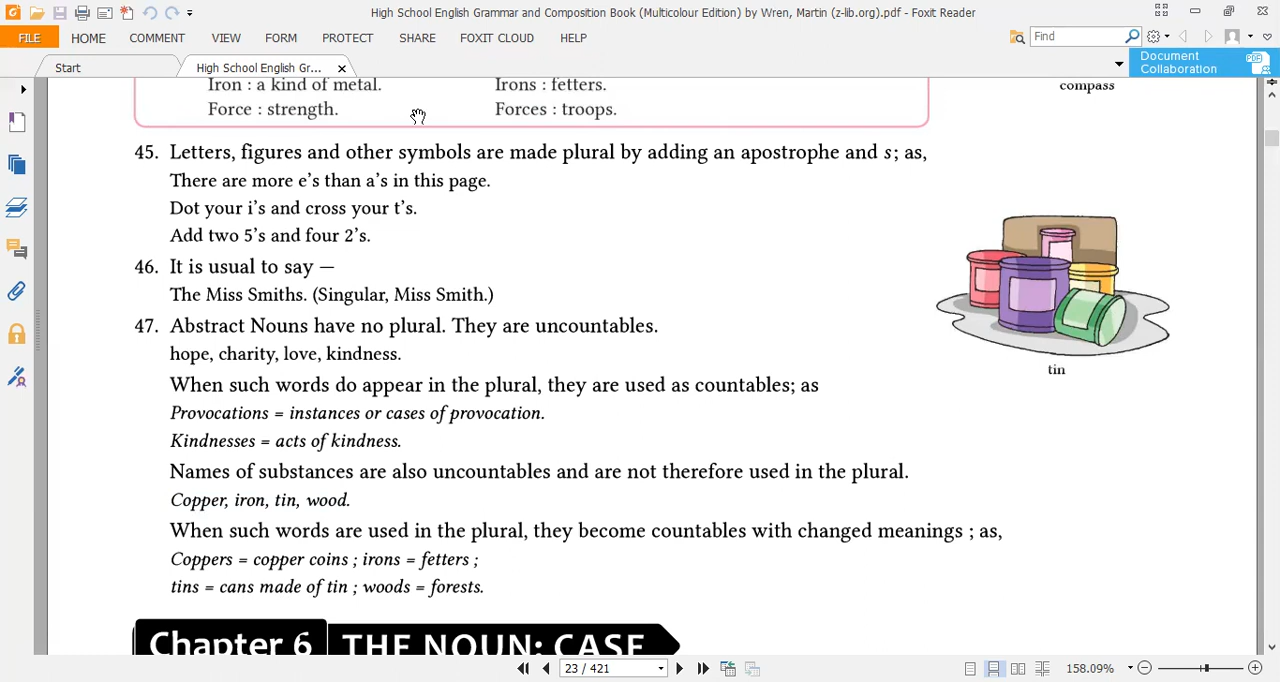 High School English Grammar and Composition Book (Multicolour Edition) by Wren, Martin (z-lib.org).pdf - Foxit Reader
FILE HOME COMMENT VIEW FORM PROTECT SHARE FOXIT CLOUD HELP
Find
Start
High School English Gr...
Document
Collaboration
PDF
Iron : a kind of metal. Irons : fetters.
Force : strength. Forces : troops.
compass
45. Letters, figures and other symbols are made plural by adding an apostrophe and s; as,
There are more e’s than a’s in this page.
Dot your i’s and cross your t’s.
Add two 5’s and four 2’s.
46. It is usual to say —
The Miss Smiths. (Singular, Miss Smith.)
47. Abstract Nouns have no plural. They are uncountables.
hope, charity, love, kindness.
When such words do appear in the plural, they are used as countables; as
Provocations = instances or cases of provocation.
Kindnesses = acts of kindness.
Names of substances are also uncountables and are not therefore used in the plural.
Copper, iron, tin, wood.
When such words are used in the plural, they become countables with changed meanings ; as,
Coppers = copper coins ; irons = fetters ;
tins = cans made of tin ; woods = forests.
tin
Chapter 6 THE NOUN: CASE
23 / 421
158.09%